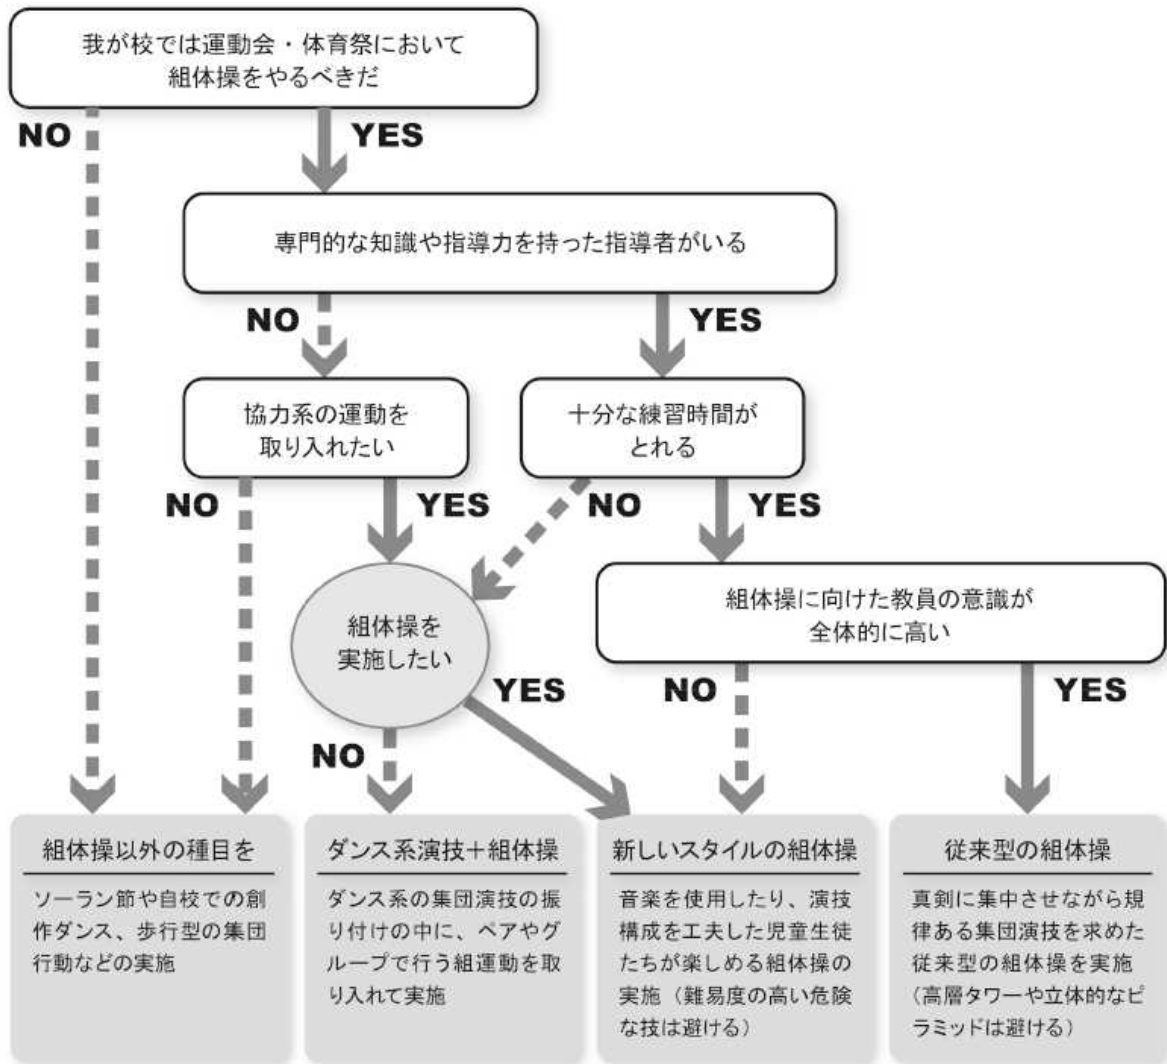 我が校では運動会・体育祭において
組体操をやるべきだ
NO
YES
専門的な知識や指導力を持った指導者がいる
NO
YES
協力系の運動を
取り入れたい
十分な練習時間が
とれる
NO
YES
NO
YES
組体操を
実施したい
組体操に向けた教員の意識が
全体的に高い
NO
YES
NO
YES
組体操以外の種目を
ソーラン節や自校での創
作ダンス、歩行型の集団
行動などの実施
ダンス系演技＋組体操
ダンス系の集団演技の振
り付けの中に、ペアやグ
ループで行う組運動を取
り入れて実施
新しいスタイルの組体操
音楽を使用したり、演技
構成を工夫した児童生徒
たちが楽しめる組体操の
実施（難易度の高い危険
な技は避ける）
従来型の組体操
真剣に集中させながら規
律ある集団演技を求めた
従来型の組体操を実施
（高層タワーや立体的なピ
ラミッドは避ける）